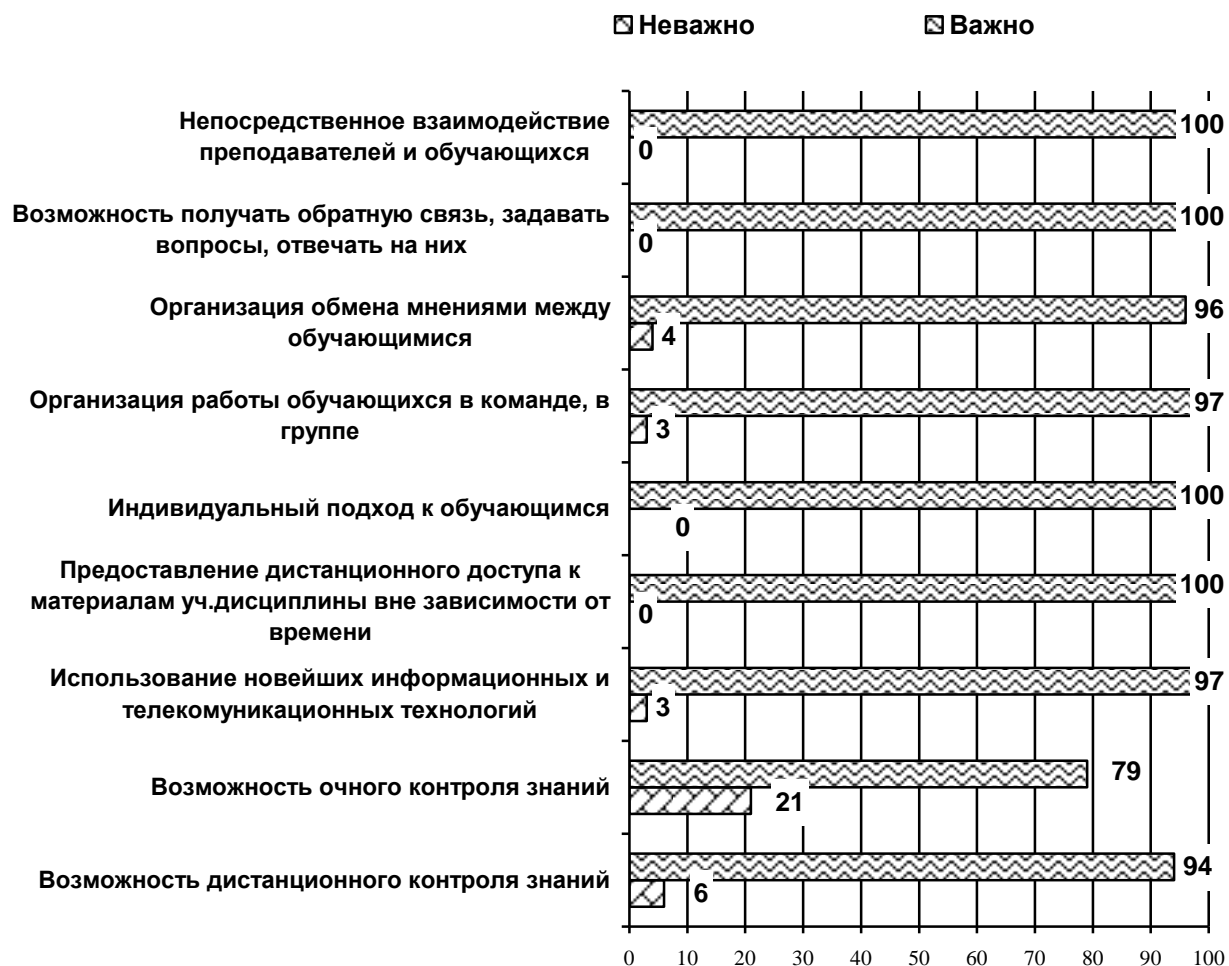 Неважно Важно
Непосредственное взаимодействие
преподавателей и обучающихся
100
0
Возможность получать обратную связь, задавать
вопросы, отвечать на них
100
0
Организация обмена мнениями между
обучающимися
96
4
Организация работы обучающихся в команде, в
группе
97
3
Индивидуальный подход к обучающимся
100
0
Предоставление дистанционного доступа к
материалам уч.дисциплины вне зависимости от
времени
100
0
Использование новейших информационных и
телекомуникационных технологий
97
3
Возможность очного контроля знаний
79
21
Возможность дистанционного контроля знаний
94
6
0 10 20 30 40 50 60 70 80 90 100